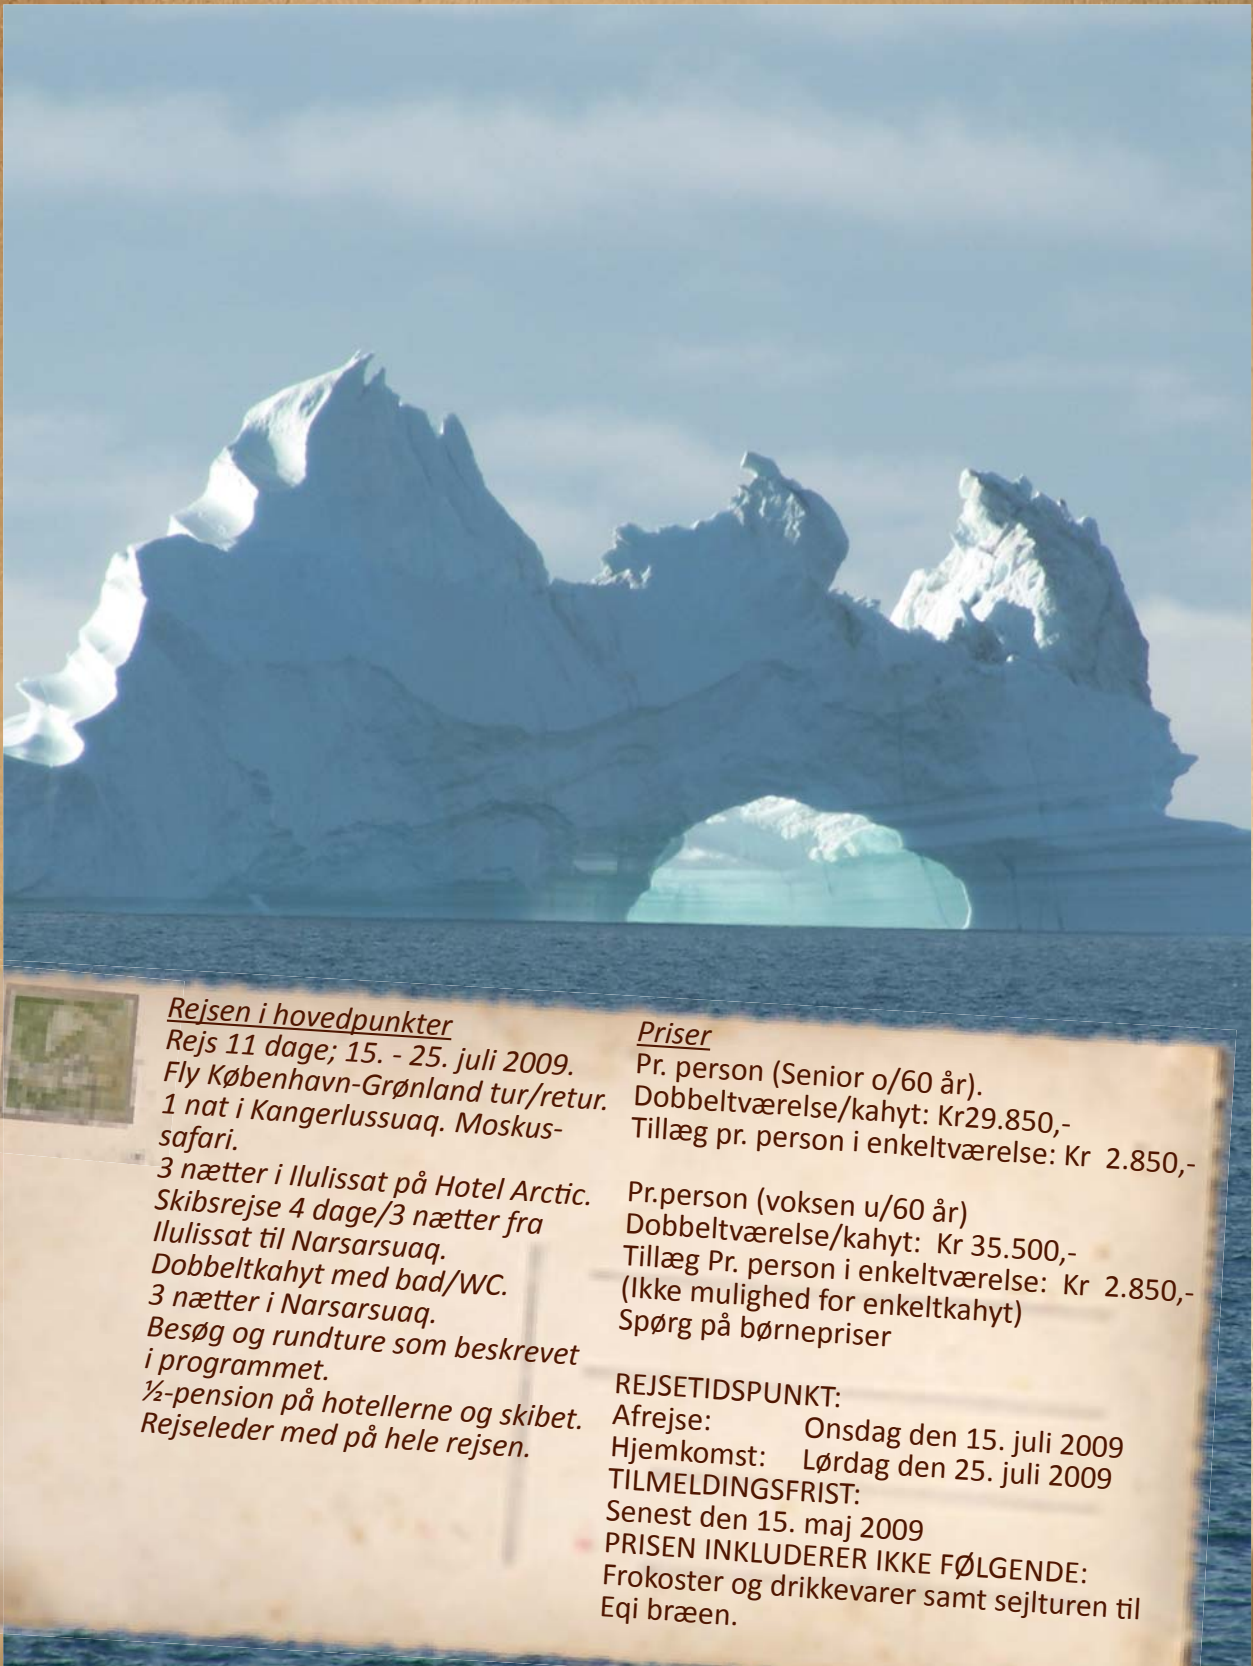 Rejsen i hovedpunkter
Rejs 11 dage; 15. - 25. juli 2009.
Fly København-Grønland tur/retur.
1 nat i Kangerlussuaq. Moskus-
safari.
3 nætter i Ilulissat på Hotel Arctic.
Skibsrejse 4 dage/3 nætter fra
Ilulissat til Narsarsuaq.
Dobbeltkahyt med bad/WC.
3 nætter i Narsarsuaq.
Besøg og rundture som beskrevet
i programmet.
½-pension på hotellerne og skibet.
Rejseleder med på hele rejsen.
Priser
Pr. person (Senior o/60 år).
Dobbeltværelse/kahyt: Kr29.850,-
Tillæg pr. person i enkeltværelse: Kr 2.850,-
Pr.person (voksen u/60 år)
Dobbeltværelse/kahyt: Kr 35.500,-
Tillæg Pr. person i enkeltværelse: Kr 2.850,-
(Ikke mulighed for enkeltkahyt)
Spørg på børnepriser
REJSETIDSPUNKT:
Afrejse: Onsdag den 15. juli 2009
Hjemkomst: Lørdag den 25. juli 2009
TILMELDINGSFRIST:
Senest den 15. maj 2009
PRISEN INKLUDERER IKKE FØLGENDE:
Frokoster og drikkevarer samt sejlturen til
Eqi bræen.